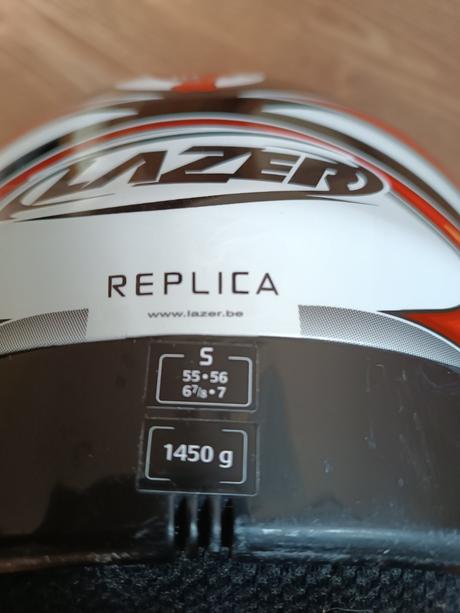 LAZER
REPLICA
www.lazer.be
S
55•56
6⅞•7
1450 g